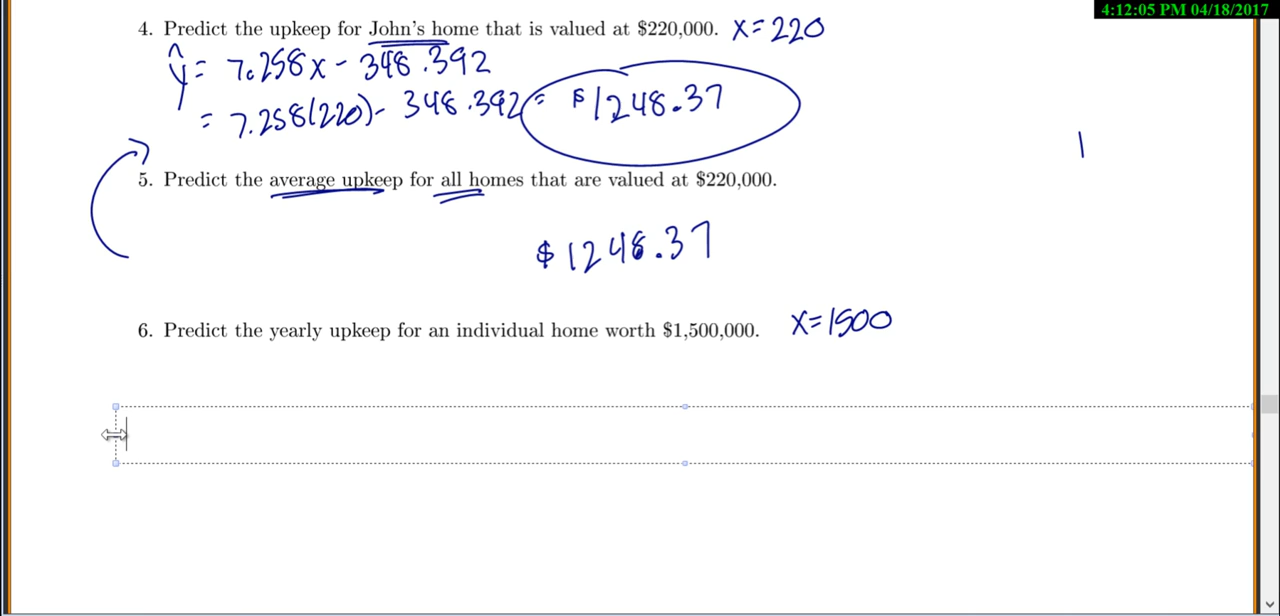 4:12:05 PM 04/18/2017
4. Predict the upkeep for John's home that is valued at $220,000. x=220
ŷ = 7.258x - 348.392
= 7.258(220) - 348.392 = $1248.37
5. Predict the average upkeep for all homes that are valued at $220,000.
$1248.37
6. Predict the yearly upkeep for an individual home worth $1,500,000. x=1500